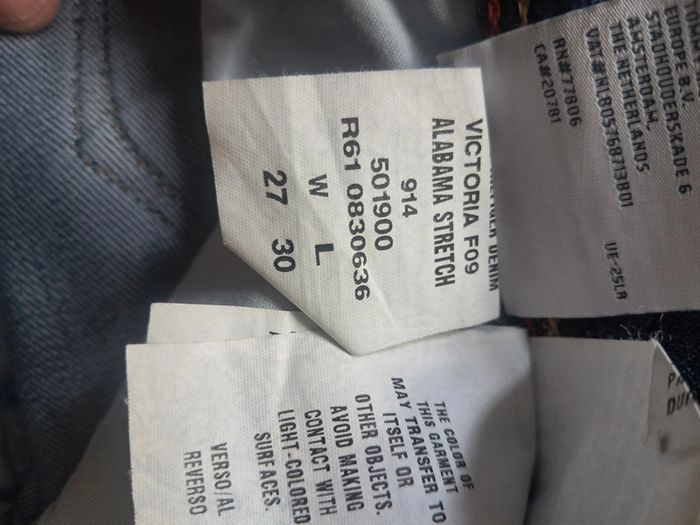 DENIM
VICTORIA F09
ALABAMA STRETCH
914
501900
R61 0830636
W L
27 30
EUROPE B.V.
STADHOUDERSKADE 6
AMSTERDAM,
THE NETHERLANDS
VAT#NL805768713B01
RN#77806
CA#20781
UE-25LR
THE COLOR OF
THIS GARMENT
MAY TRANSFER TO
ITSELF OR
OTHER OBJECTS.
AVOID MAKING
CONTACT WITH
LIGHT-COLORED
SURFACES.
VERSO/AL
REVERSO